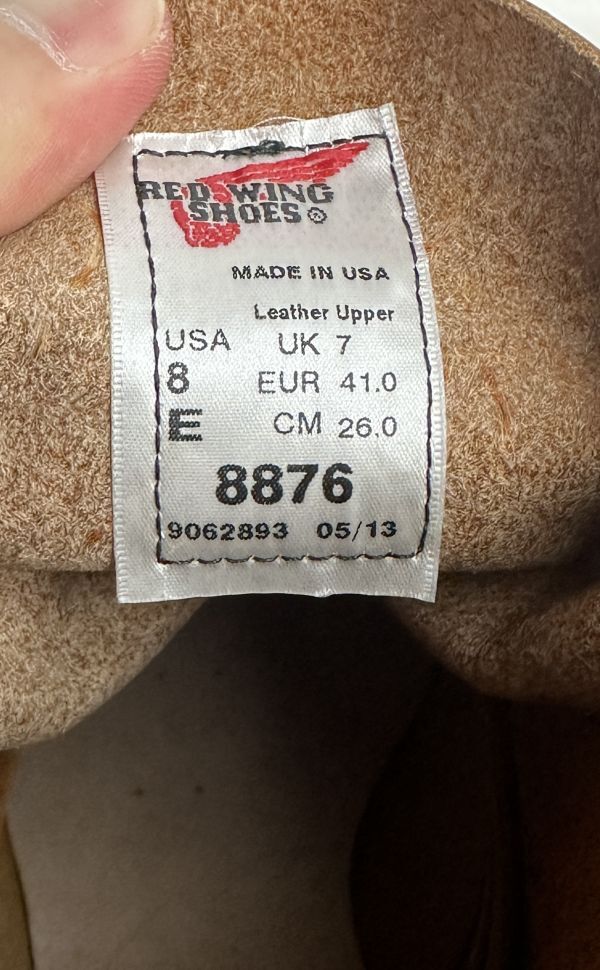 RED WING
SHOES®
MADE IN USA
Leather Upper
USA UK 7
8 EUR 41.0
E CM 26.0
8876
9062893 05/13